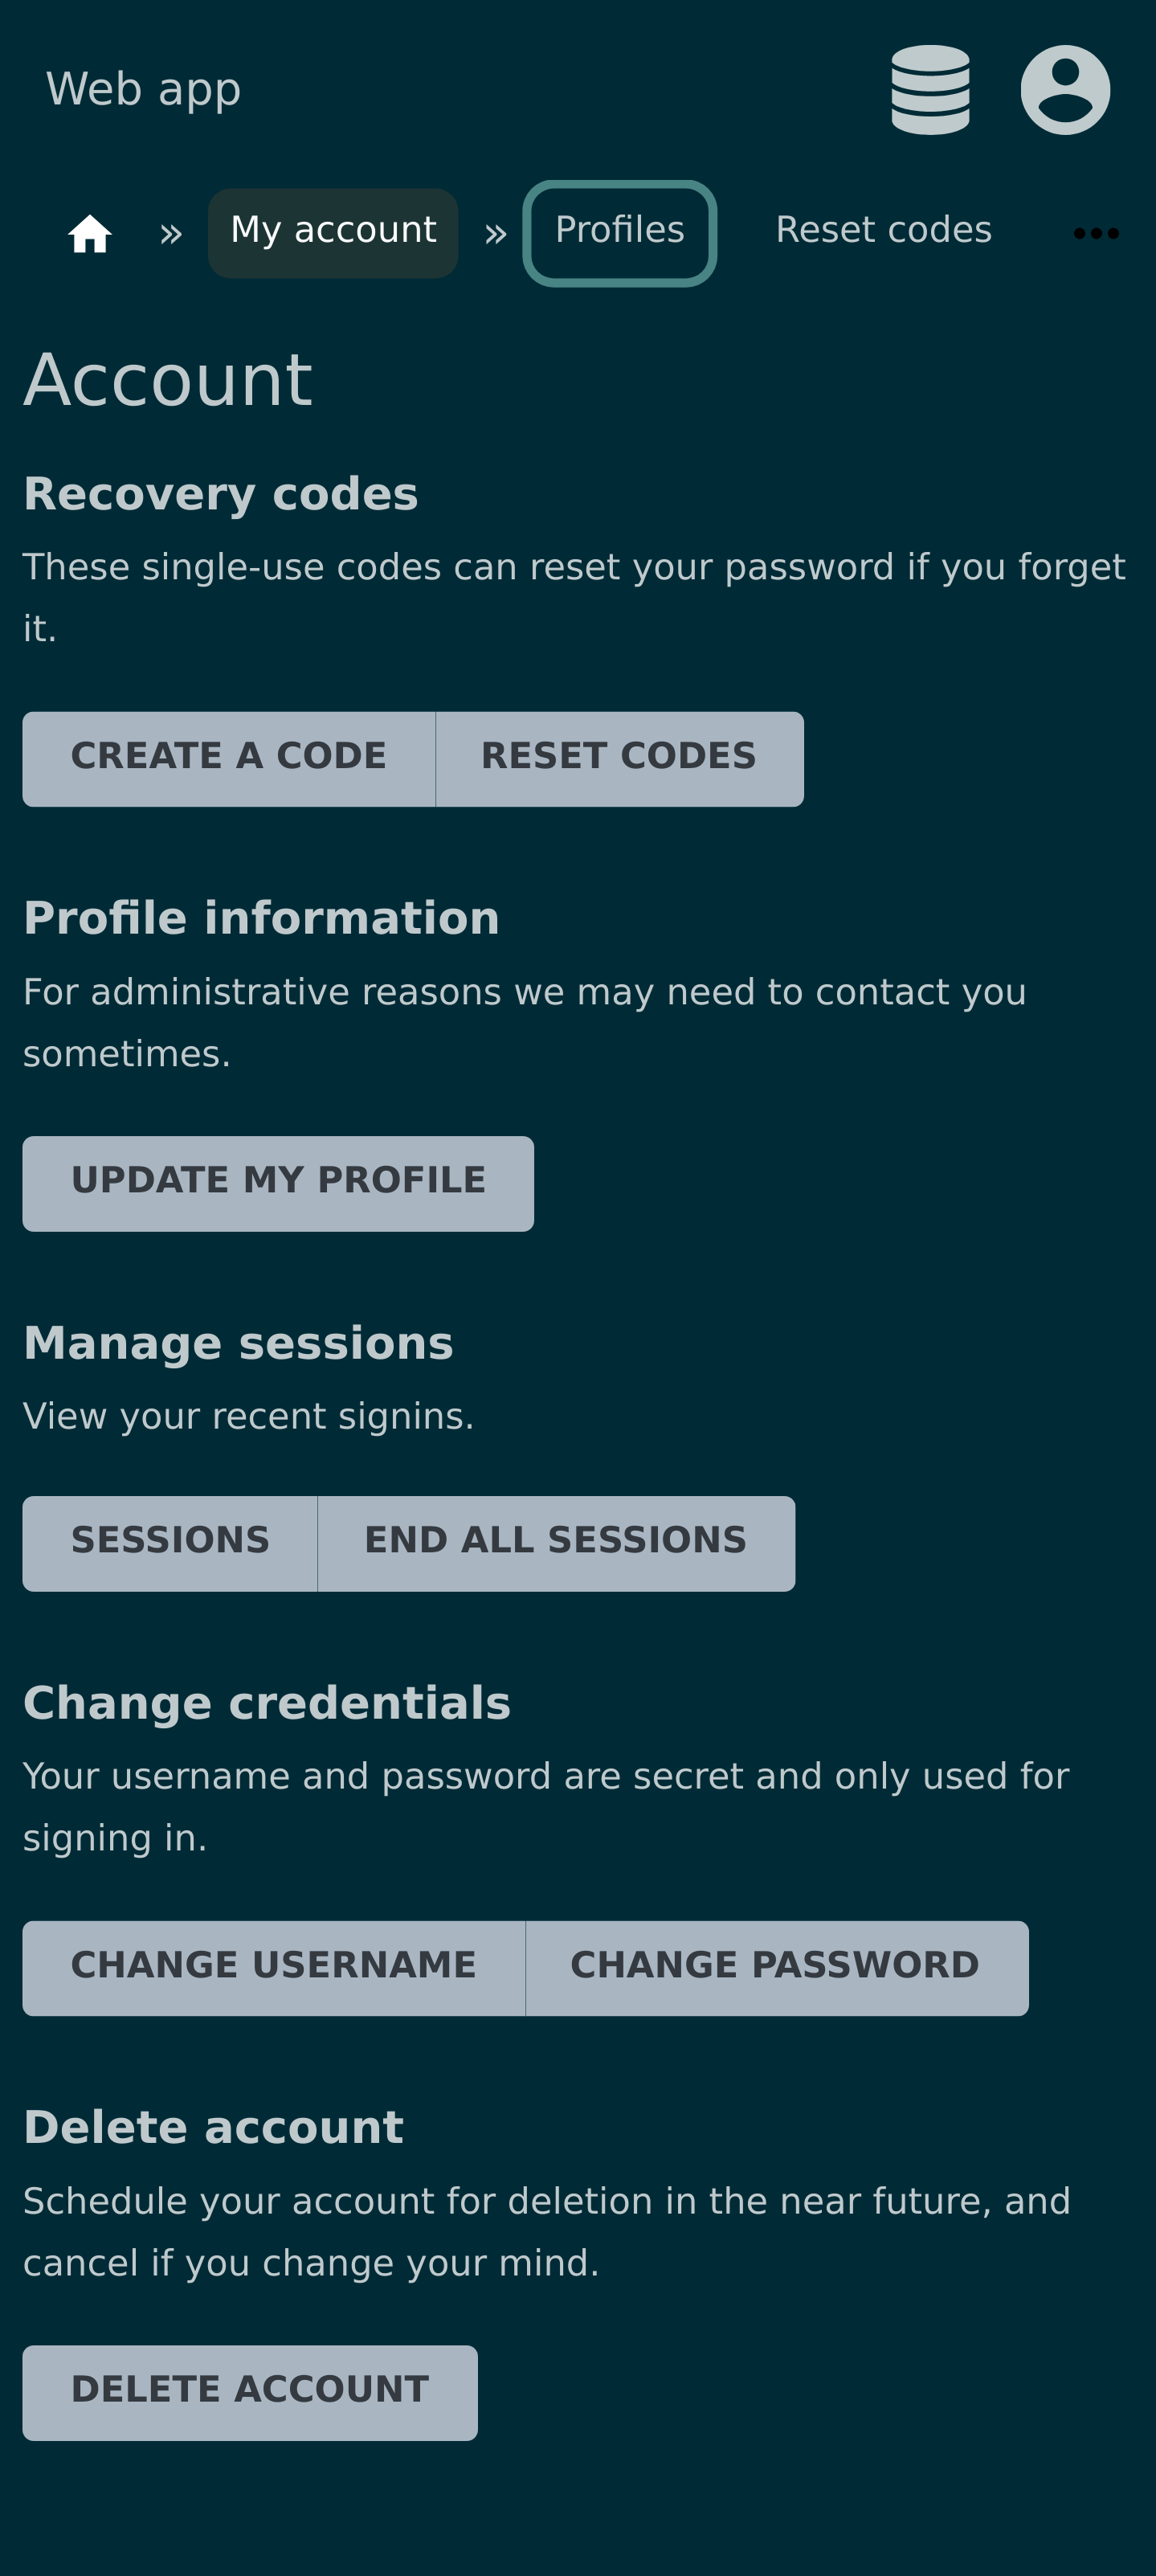 Web app
» My account » Profiles Reset codes
Account
Recovery codes
These single-use codes can reset your password if you forget
it.
CREATE A CODE RESET CODES
Profile information
For administrative reasons we may need to contact you
sometimes.
UPDATE MY PROFILE
Manage sessions
View your recent signins.
SESSIONS END ALL SESSIONS
Change credentials
Your username and password are secret and only used for
signing in.
CHANGE USERNAME CHANGE PASSWORD
Delete account
Schedule your account for deletion in the near future, and
cancel if you change your mind.
DELETE ACCOUNT